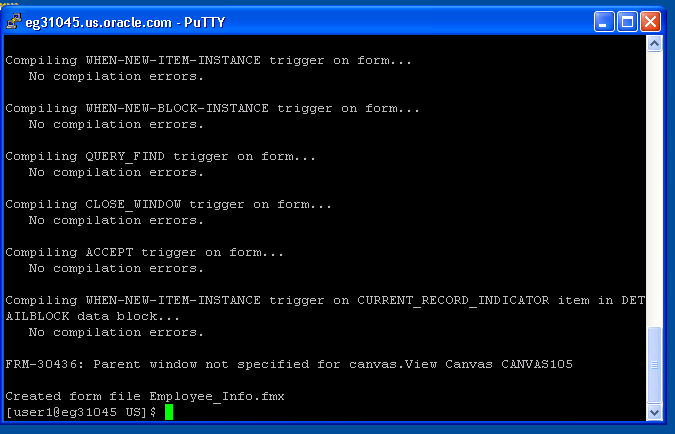 eg31045.us.oracle.com - PuTTY
Compiling WHEN-NEW-ITEM-INSTANCE trigger on form...
No compilation errors.
Compiling WHEN-NEW-BLOCK-INSTANCE trigger on form...
No compilation errors.
Compiling QUERY_FIND trigger on form...
No compilation errors.
Compiling CLOSE_WINDOW trigger on form...
No compilation errors.
Compiling ACCEPT trigger on form...
No compilation errors.
Compiling WHEN-NEW-ITEM-INSTANCE trigger on CURRENT_RECORD_INDICATOR item in DET
AILBLOCK data block...
No compilation errors.
FRM-30436: Parent window not specified for canvas.View Canvas CANVAS105
Created form file Employee_Info.fmx
[user1@eg31045 US]$